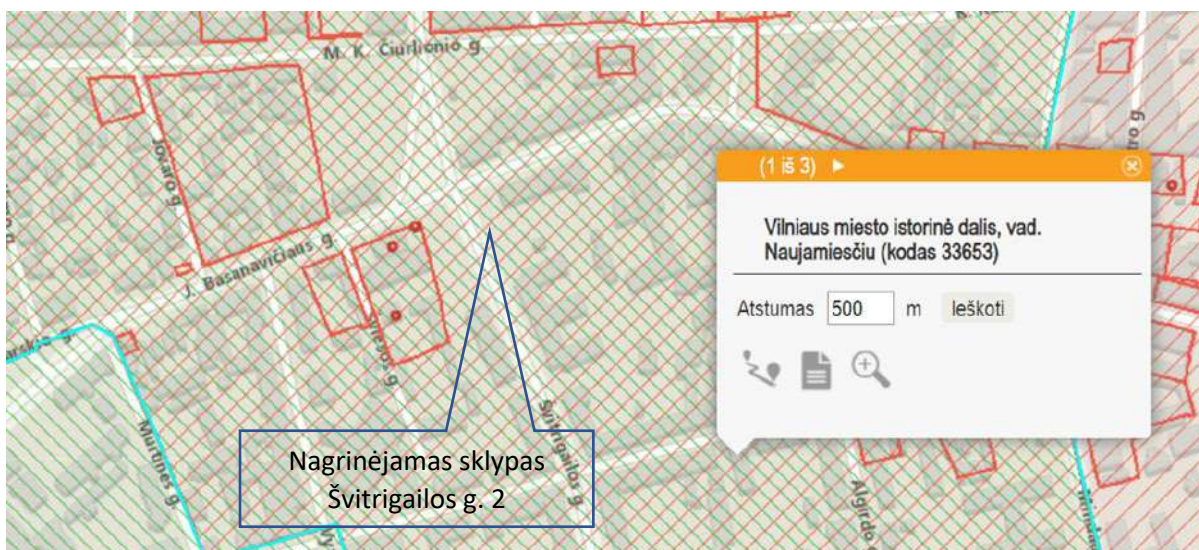 M. K. Čiurlionio g.
Jovaro g.
J. Basanavičiaus g.
Šviesos g.
Švitrigailos g.
Algirdo
Nagrinėjamas sklypas
Švitrigailos g. 2
(1 iš 3)
Vilniaus miesto istorinė dalis, vad.
Naujamiesčiu (kodas 33653)
Atstumas 500 m Ieškoti